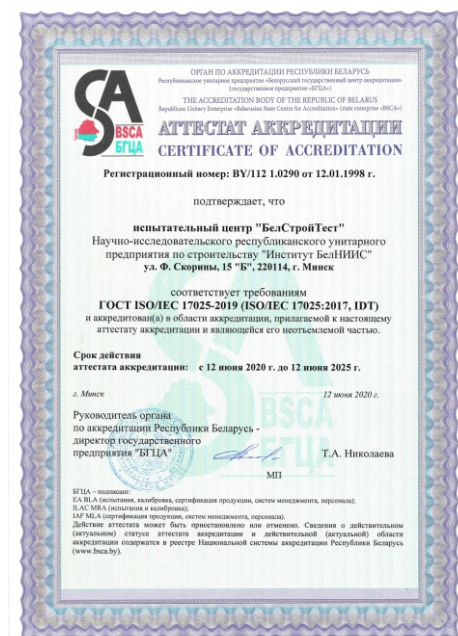 ОРГАН ПО АККРЕДИТАЦИИ РЕСПУБЛИКИ БЕЛАРУСЬ
Республиканское унитарное предприятие «Белорусский государственный центр аккредитации»
(государственное предприятие «БГЦА»)
THE ACCREDITATION BODY OF THE REPUBLIC OF BELARUS
Republican Unitary Enterprise «Belarusian State Centre for Accreditation» (state enterprise «BSCA»)
BSCA
БГЦА
АТТЕСТАТ АККРЕДИТАЦИИ
CERTIFICATE OF ACCREDITATION
Регистрационный номер: BY/112 1.0290 от 12.01.1998 г.
подтверждает, что
испытательный центр "БелСтройТест"
Научно-исследовательского республиканского унитарного
предприятия по строительству "Институт БелНИИС"
ул. Ф. Скорины, 15 "Б", 220114, г. Минск
соответствует требованиям
ГОСТ ISO/IEC 17025-2019 (ISO/IEC 17025:2017, IDT)
и аккредитован(а) в области аккредитации, прилагаемой к настоящему
аттестату аккредитации и являющейся его неотъемлемой частью.
Срок действия
аттестата аккредитации: с 12 июня 2020 г. до 12 июня 2025 г.
г. Минск 12 июня 2020 г.
Руководитель органа
по аккредитации Республики Беларусь -
директор государственного
предприятия "БГЦА" Т.А. Николаева
МП
BSCA
БГЦА
БГЦА – подписант:
EA BLA (испытания, калибровка, сертификация продукции, систем менеджмента, персонала);
ILAC MRA (испытания и калибровка);
IAF MLA (сертификация продукции, систем менеджмента, персонала).
Действие аттестата может быть приостановлено или отменено. Сведения о действительном
(актуальном) статусе аттестата аккредитации и действительной (актуальной) области
аккредитации содержатся в реестре Национальной системы аккредитации Республики Беларусь
(www.bsca.by).